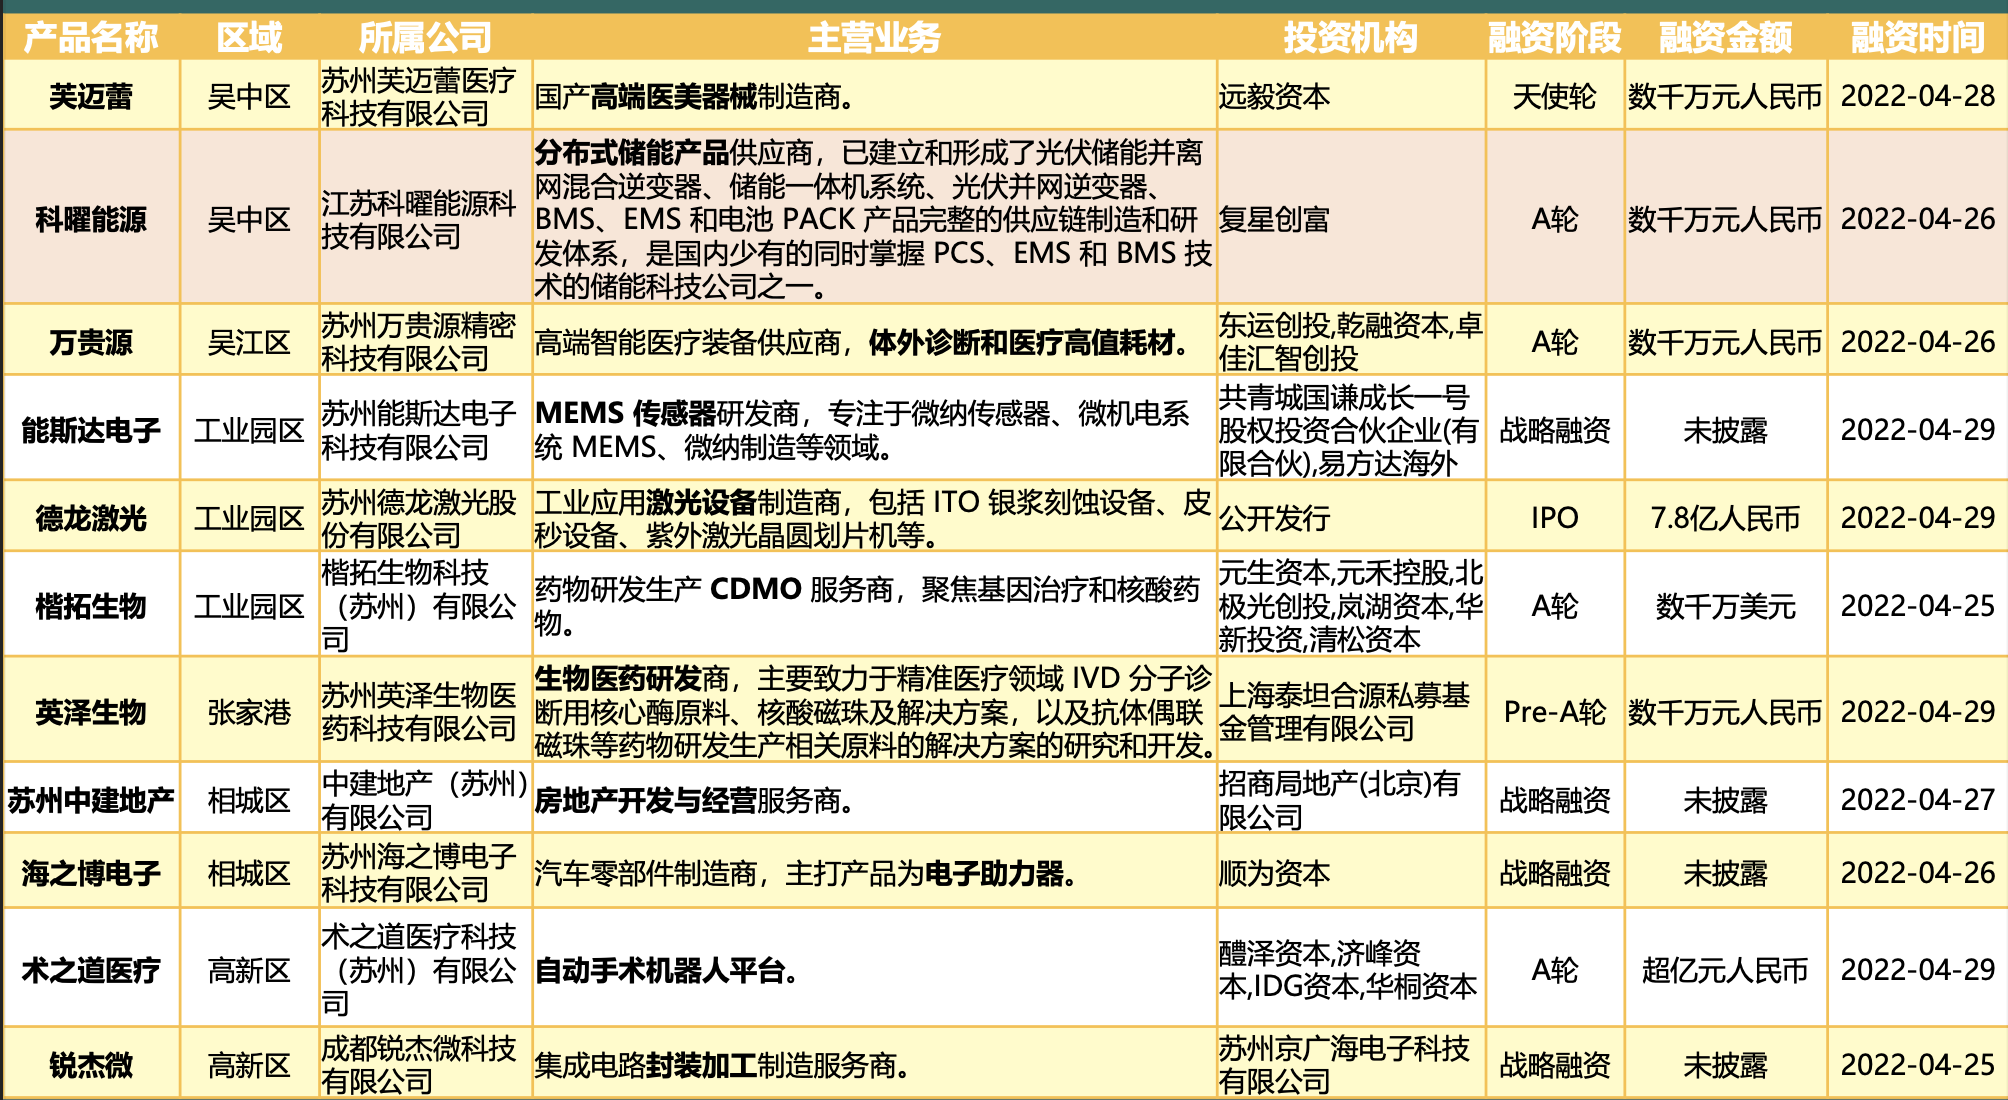 产品名称 区域 所属公司 主营业务 投资机构 融资阶段 融资金额 融资时间
芙迈蕾
吴中区
苏州芙迈蕾医疗
科技有限公司
国产高端医美器械制造商。
远毅资本
天使轮
数千万元人民币
2022-04-28
科曜能源
吴中区
江苏科曜能源科
技有限公司
分布式储能产品供应商，已建立和形成了光伏储能并离
网混合逆变器、储能一体机系统、光伏并网逆变器、
BMS、EMS 和电池 PACK 产品完整的供应链制造和研
发体系，是国内少有的同时掌握 PCS、EMS 和 BMS 技
术的储能科技公司之一。
复星创富
A轮
数千万元人民币
2022-04-26
万贵源
吴江区
苏州万贵源精密
科技有限公司
高端智能医疗装备供应商，体外诊断和医疗高值耗材。
东运创投,乾融资本,卓
佳汇智创投
A轮
数千万元人民币
2022-04-26
能斯达电子
工业园区
苏州能斯达电子
科技有限公司
MEMS 传感器研发商，专注于微纳传感器、微机电系
统 MEMS、微纳制造等领域。
共青城国谦成长一号
股权投资合伙企业(有
限合伙),易方达海外
战略融资
未披露
2022-04-29
德龙激光
工业园区
苏州德龙激光股
份有限公司
工业应用激光设备制造商，包括 ITO 银浆刻蚀设备、皮
秒设备、紫外激光晶圆划片机等。
公开发行
IPO
7.8亿人民币
2022-04-29
楷拓生物
工业园区
楷拓生物科技
（苏州）有限公
司
药物研发生产 CDMO 服务商，聚焦基因治疗和核酸药
物。
元生资本,元禾控股,北
极光创投,岚湖资本,华
新投资,清松资本
A轮
数千万美元
2022-04-25
英泽生物
张家港
苏州英泽生物医
药科技有限公司
生物医药研发商，主要致力于精准医疗领域 IVD 分子诊
断用核心酶原料、核酸磁珠及解决方案，以及抗体偶联
磁珠等药物研发生产相关原料的解决方案的研究和开发。
上海泰坦合源私募基
金管理有限公司
Pre-A轮
数千万元人民币
2022-04-29
苏州中建地产
相城区
中建地产（苏州）
有限公司
房地产开发与经营服务商。
招商局地产(北京)有
限公司
战略融资
未披露
2022-04-27
海之博电子
相城区
苏州海之博电子
科技有限公司
汽车零部件制造商，主打产品为电子助力器。
顺为资本
战略融资
未披露
2022-04-26
术之道医疗
高新区
术之道医疗科技
（苏州）有限公
司
自动手术机器人平台。
醴泽资本,济峰资
本,IDG资本,华桐资本
A轮
超亿元人民币
2022-04-29
锐杰微
高新区
成都锐杰微科技
有限公司
集成电路封装加工制造服务商。
苏州京广海电子科技
有限公司
战略融资
未披露
2022-04-25